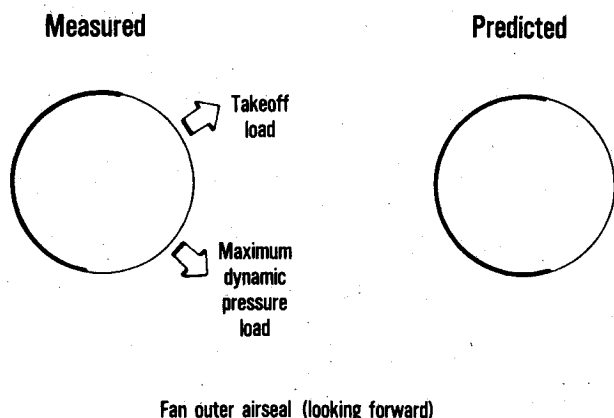 Measured
Predicted
Takeoff
load
Maximum
dynamic
pressure
load
Fan outer airseal (looking forward)